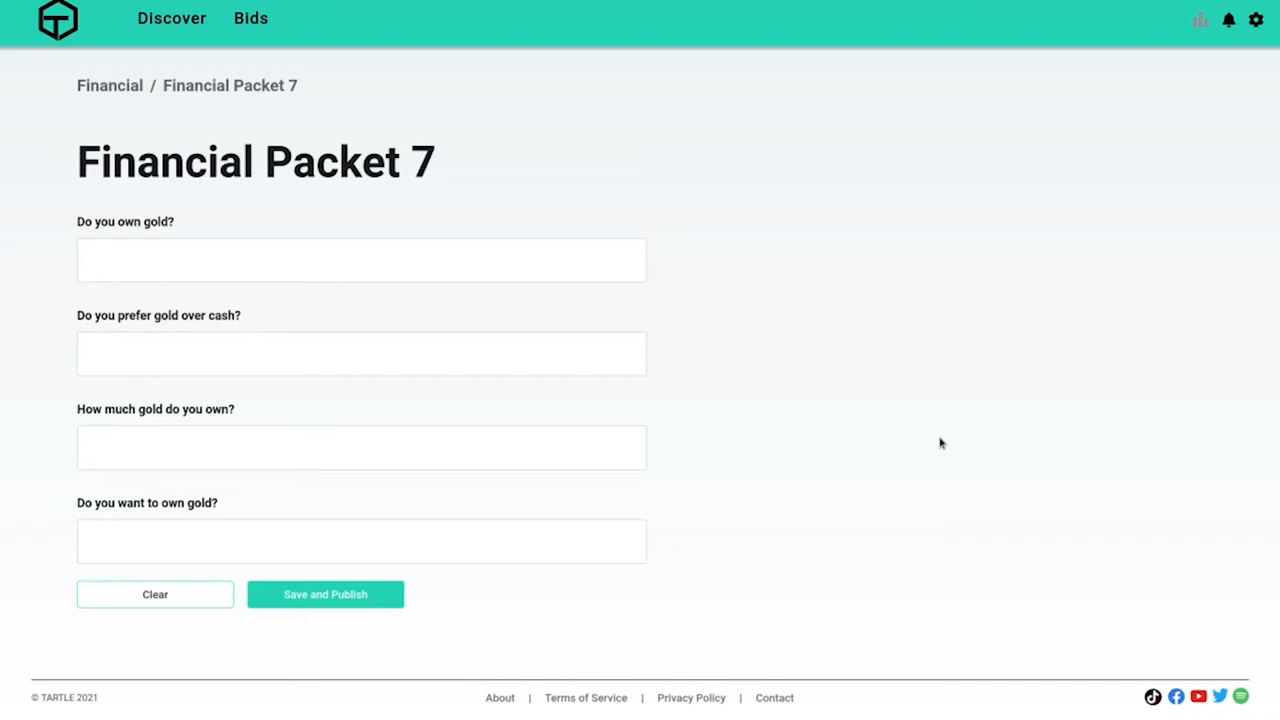 Discover Bids
Financial / Financial Packet 7
Financial Packet 7
Do you own gold?
Do you prefer gold over cash?
How much gold do you own?
Do you want to own gold?
Clear Save and Publish
© TARTLE 2021 About | Terms of Service | Privacy Policy | Contact